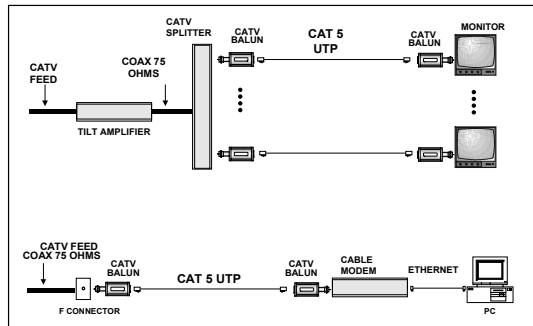 CATV
SPLITTER
CATV
BALUN
CAT 5
UTP
CATV
BALUN
MONITOR
CATV
FEED
COAX 75
OHMS
TILT AMPLIFIER
CATV FEED
COAX 75 OHMS
CATV
BALUN
CAT 5 UTP
CATV
BALUN
CABLE
MODEM
ETHERNET
F CONNECTOR
PC